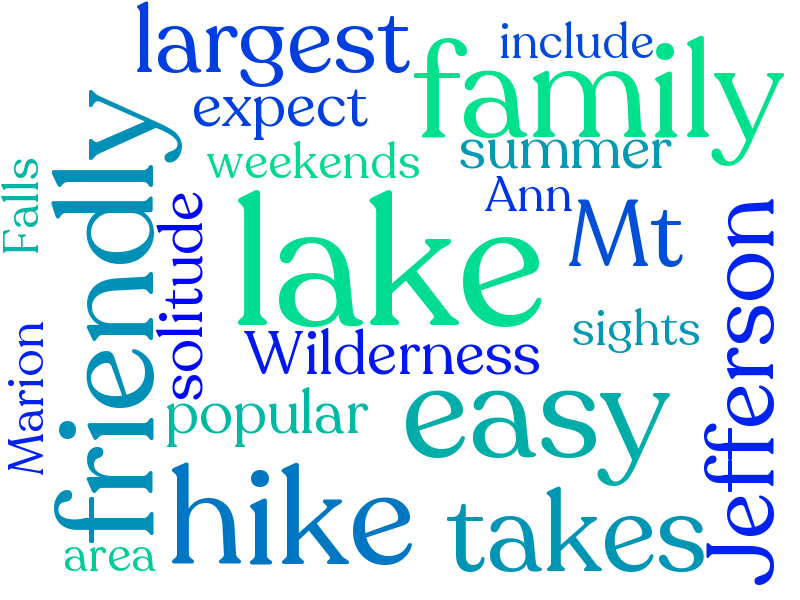 largest
include
family
expect
summer
weekends
friendly
Falls
Ann
solitude
lake
Mt
Jefferson
sights
Wilderness
Marion
popular
easy
hike
takes
area